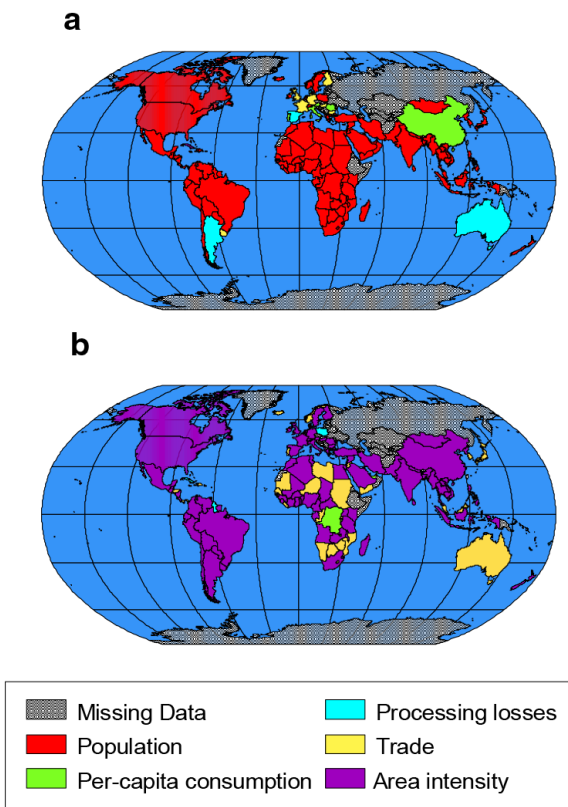 a
b
Missing Data
Processing losses
Population
Trade
Per-capita consumption
Area intensity